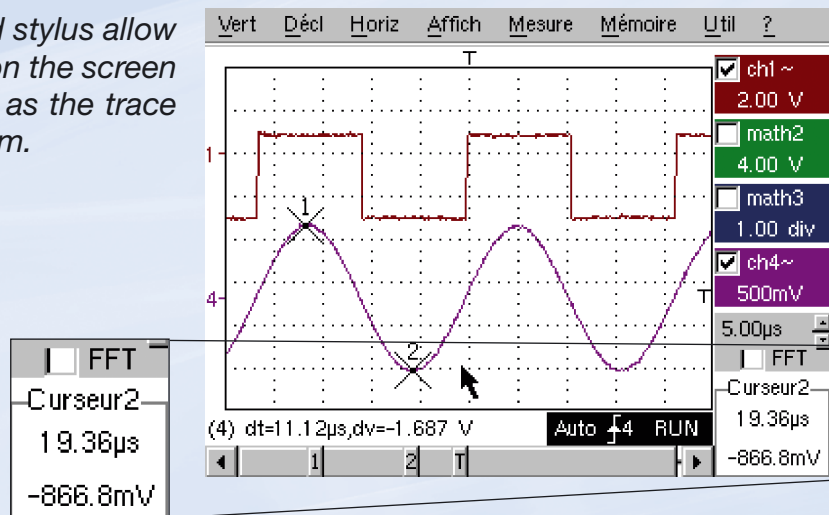 d stylus allow
on the screen
as the trace
m.
Vert Décl Horiz Affich Mesure Mémoire Util ?
T
ch1 ~
2.00 V
math2
4.00 V
math3
1.00 div
ch4~
500mV
5.00µs
FFT
Curseur2
19.36µs
-866.8mV
1
1
4
2
T
(4) dt=11.12µs,dv=-1.687 V
Auto 4 RUN
1 2 T
FFT
Curseur2
19.36µs
-866.8mV